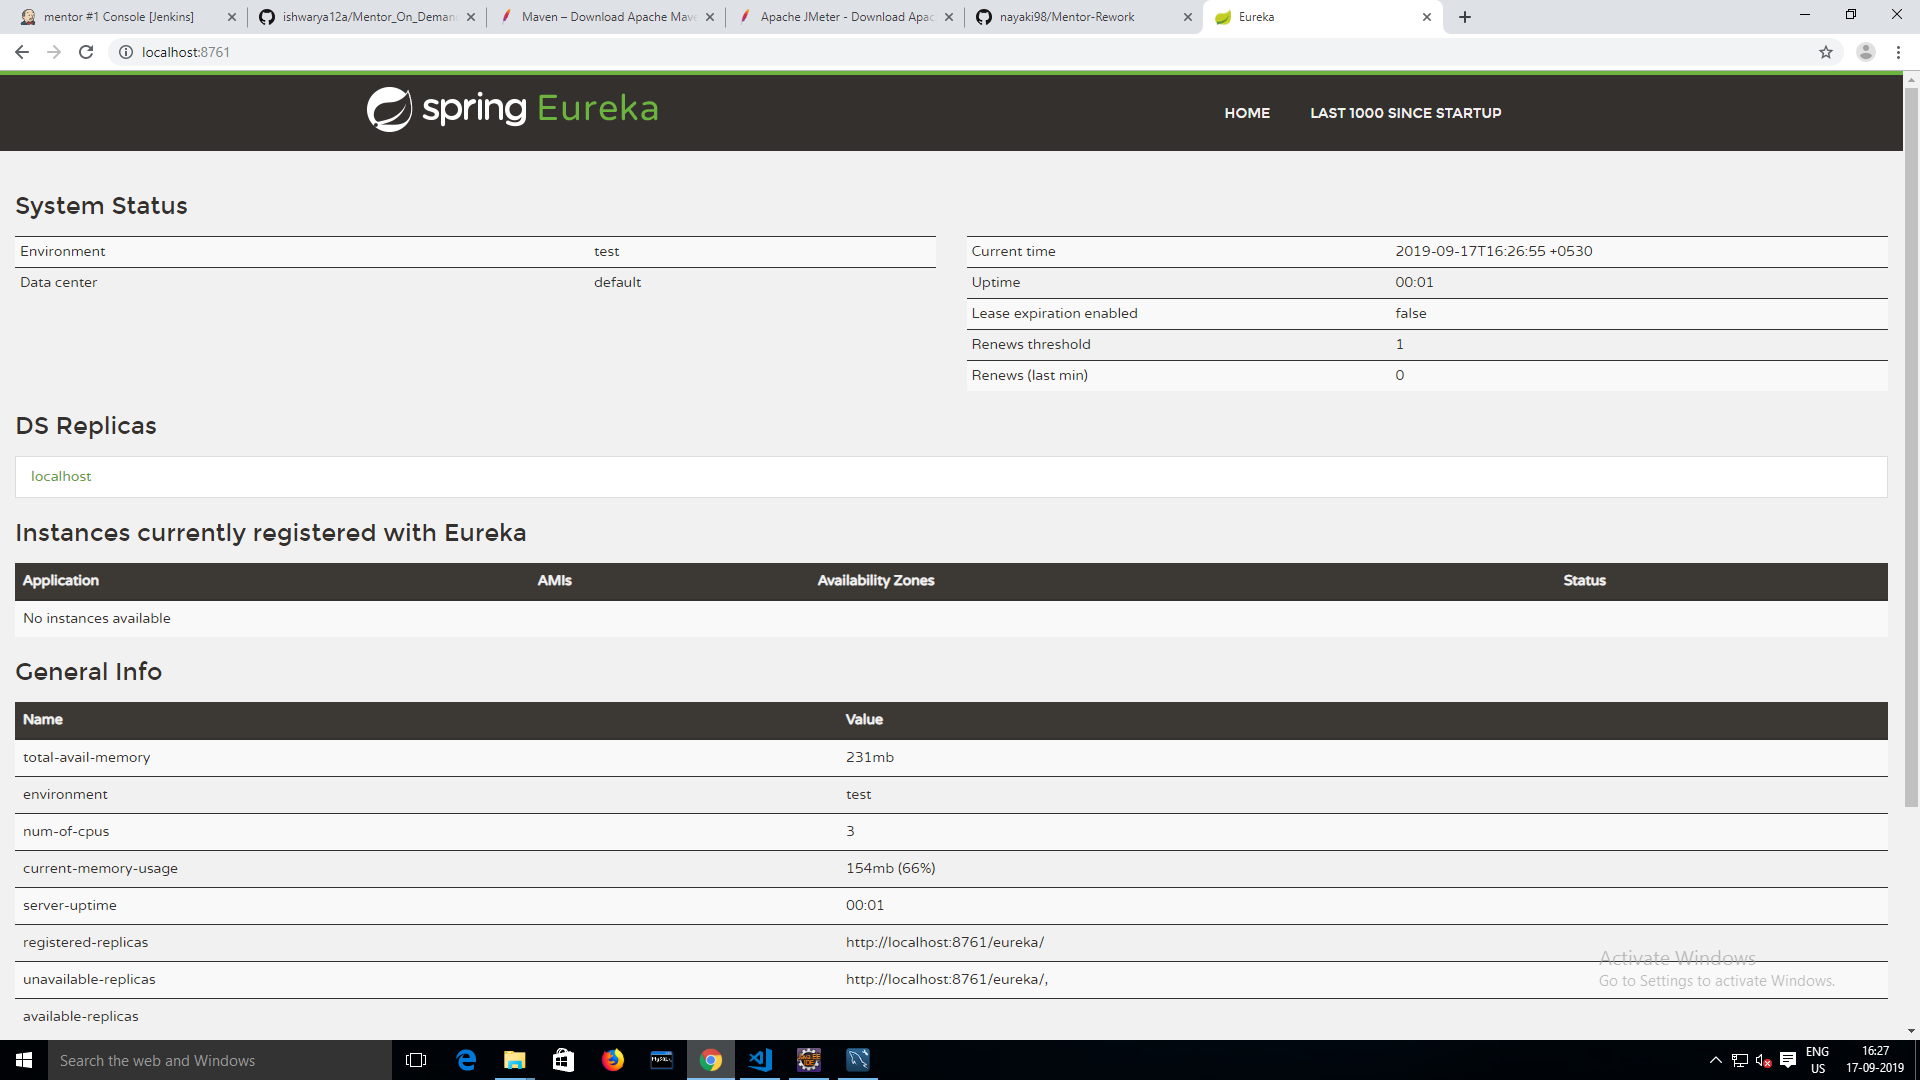 mentor #1 Console [Jenkins]
ishwarya12a/Mentor_On_Deman
Maven – Download Apache Mav
Apache JMeter - Download Apac
nayaki98/Mentor-Rework
Eureka
localhost:8761
spring Eureka
HOME
LAST 1000 SINCE STARTUP
System Status
Environment test
Data center default
Current time 2019-09-17T16:26:55 +0530
Uptime 00:01
Lease expiration enabled false
Renews threshold 1
Renews (last min) 0
DS Replicas
localhost
Instances currently registered with Eureka
Application AMIs Availability Zones Status
No instances available
General Info
Name Value
total-avail-memory 231mb
environment test
num-of-cpus 3
current-memory-usage 154mb (66%)
server-uptime 00:01
registered-replicas http://localhost:8761/eureka/
unavailable-replicas http://localhost:8761/eureka/,
available-replicas
Activate Windows
Go to Settings to activate Windows.
Search the web and Windows
ENG
US
16:27
17-09-2019